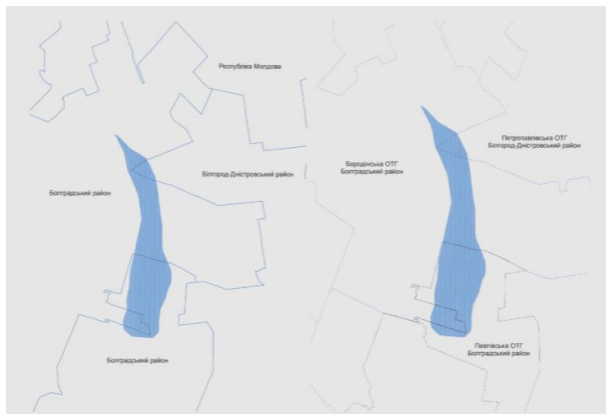 Республіка Молдова
Білгород-Дністровський район
Болградський район
Болградський район
Петропавлівська ОТГ
Білгород-Дністровський район
Бородінська ОТГ
Болградський район
Павлівська ОТГ
Болградський район